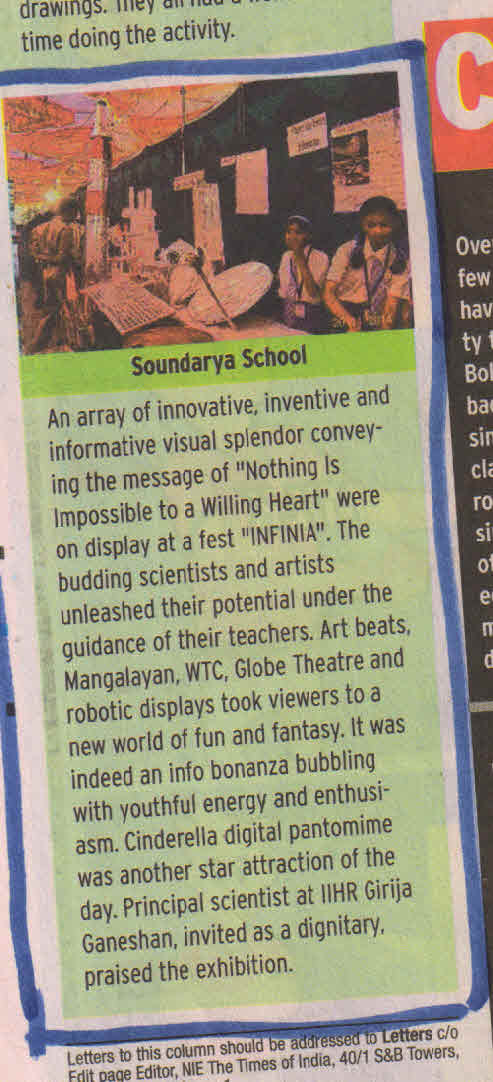 drawings. They all had a
time doing the activity.
C
Soundarya School
An array of innovative, inventive and
informative visual splendor convey-
ing the message of "Nothing Is
Impossible to a Willing Heart" were
on display at a fest "INFINIA". The
budding scientists and artists
unleashed their potential under the
guidance of their teachers. Art beats,
Mangalayan, WTC, Globe Theatre and
robotic displays took viewers to a
new world of fun and fantasy. It was
indeed an info bonanza bubbling
with youthful energy and enthusi-
asm. Cinderella digital pantomime
was another star attraction of the
day. Principal scientist at IIHR Girija
Ganeshan, invited as a dignitary,
praised the exhibition.
Letters to this column should be addressed to Letters c/o
Edit page Editor, NIE The Times of India, 40/1 S&B Towers,
Ove
few
hav
ty
Bol
ba
sin
cla
ro
si
of
e
m
d